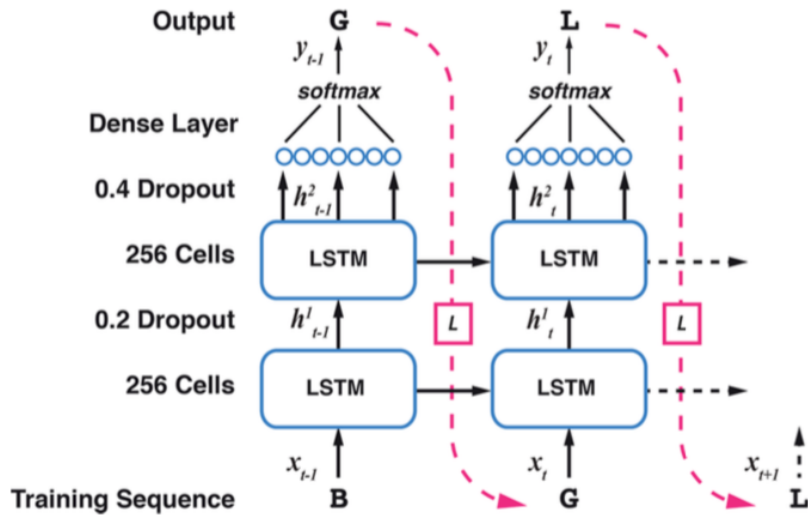 Output G L
y_{t-1} y_t
softmax softmax
Dense Layer
0.4 Dropout h^2_{t-1} h^2_t
256 Cells LSTM LSTM
0.2 Dropout h^1_{t-1} L h^1_t L
256 Cells LSTM LSTM
x_{t-1} x_t x_{t+1}
Training Sequence B G L